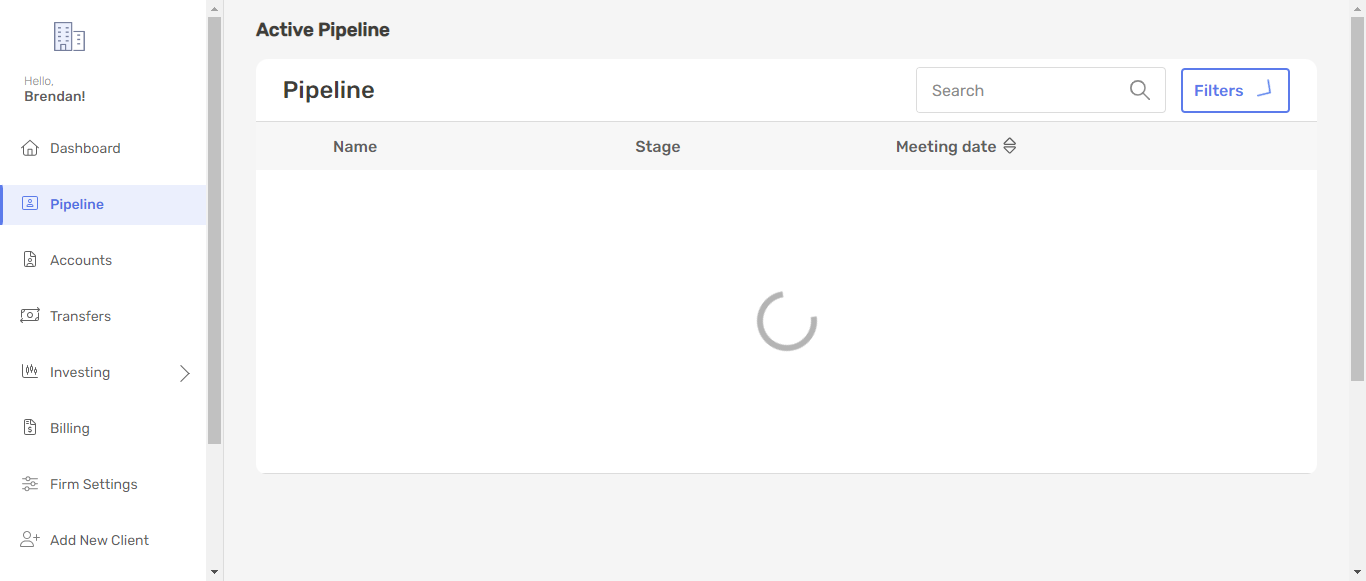 Hello,
Brendan!
Dashboard
Pipeline
Accounts
Transfers
Investing
Billing
Firm Settings
Add New Client
Active Pipeline
Pipeline
Search
Filters
Name Stage Meeting date